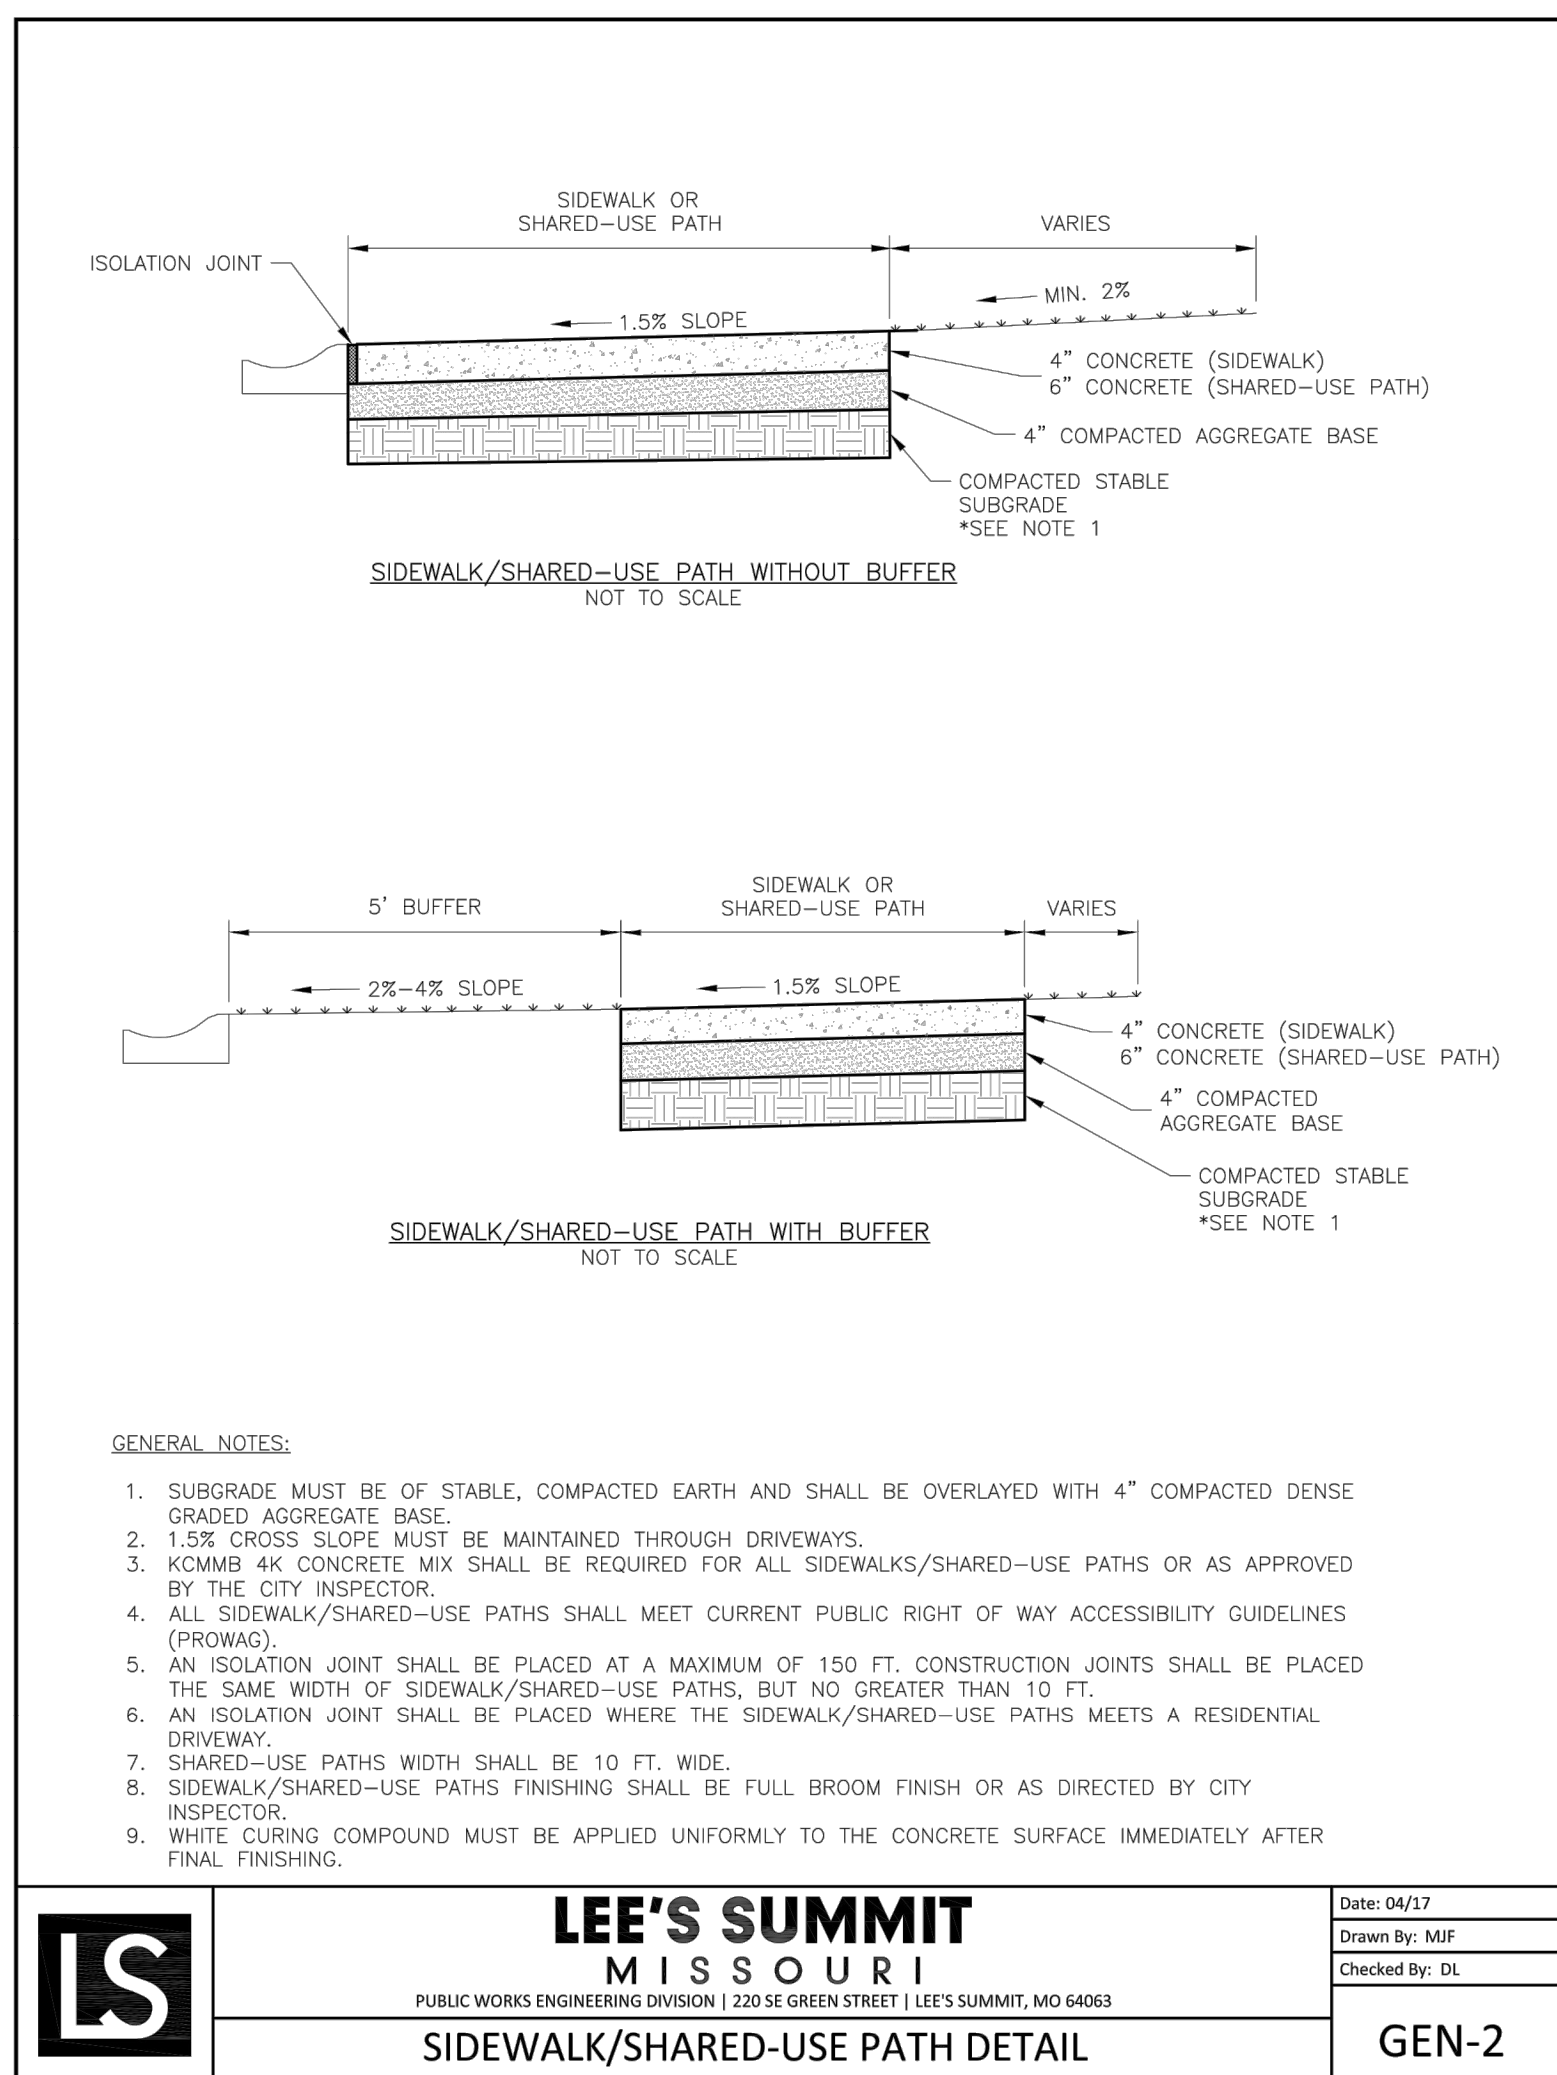 SIDEWALK OR
SHARED-USE PATH
VARIES
ISOLATION JOINT
MIN. 2%
1.5% SLOPE
4" CONCRETE (SIDEWALK)
6" CONCRETE (SHARED-USE PATH)
4" COMPACTED AGGREGATE BASE
COMPACTED STABLE
SUBGRADE
*SEE NOTE 1
SIDEWALK/SHARED-USE PATH WITHOUT BUFFER
NOT TO SCALE
5' BUFFER
SIDEWALK OR
SHARED-USE PATH
VARIES
2%-4% SLOPE
1.5% SLOPE
4" CONCRETE (SIDEWALK)
6" CONCRETE (SHARED-USE PATH)
4" COMPACTED
AGGREGATE BASE
COMPACTED STABLE
SUBGRADE
*SEE NOTE 1
SIDEWALK/SHARED-USE PATH WITH BUFFER
NOT TO SCALE
GENERAL NOTES:
1. SUBGRADE MUST BE OF STABLE, COMPACTED EARTH AND SHALL BE OVERLAYED WITH 4" COMPACTED DENSE
GRADED AGGREGATE BASE.
2. 1.5% CROSS SLOPE MUST BE MAINTAINED THROUGH DRIVEWAYS.
3. KCMMB 4K CONCRETE MIX SHALL BE REQUIRED FOR ALL SIDEWALKS/SHARED-USE PATHS OR AS APPROVED
BY THE CITY INSPECTOR.
4. ALL SIDEWALK/SHARED-USE PATHS SHALL MEET CURRENT PUBLIC RIGHT OF WAY ACCESSIBILITY GUIDELINES
(PROWAG).
5. AN ISOLATION JOINT SHALL BE PLACED AT A MAXIMUM OF 150 FT. CONSTRUCTION JOINTS SHALL BE PLACED
THE SAME WIDTH OF SIDEWALK/SHARED-USE PATHS, BUT NO GREATER THAN 10 FT.
6. AN ISOLATION JOINT SHALL BE PLACED WHERE THE SIDEWALK/SHARED-USE PATHS MEETS A RESIDENTIAL
DRIVEWAY.
7. SHARED-USE PATHS WIDTH SHALL BE 10 FT. WIDE.
8. SIDEWALK/SHARED-USE PATHS FINISHING SHALL BE FULL BROOM FINISH OR AS DIRECTED BY CITY
INSPECTOR.
9. WHITE CURING COMPOUND MUST BE APPLIED UNIFORMLY TO THE CONCRETE SURFACE IMMEDIATELY AFTER
FINAL FINISHING.
LS
LEE'S SUMMIT
MISSOURI
PUBLIC WORKS ENGINEERING DIVISION | 220 SE GREEN STREET | LEE'S SUMMIT, MO 64063
SIDEWALK/SHARED-USE PATH DETAIL
Date: 04/17
Drawn By: MJF
Checked By: DL
GEN-2